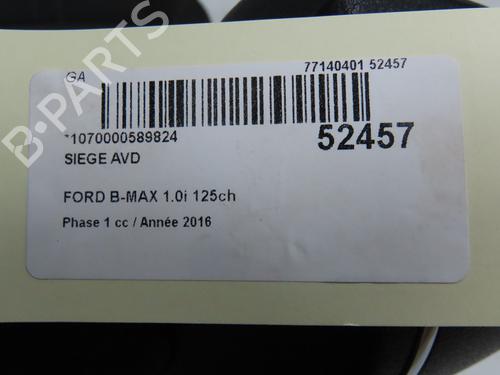 GA
77140401 52457
*1070000589824
52457
SIEGE AVD
FORD B-MAX 1.0i 125ch
Phase 1 cc / Année 2016
B-PARTS